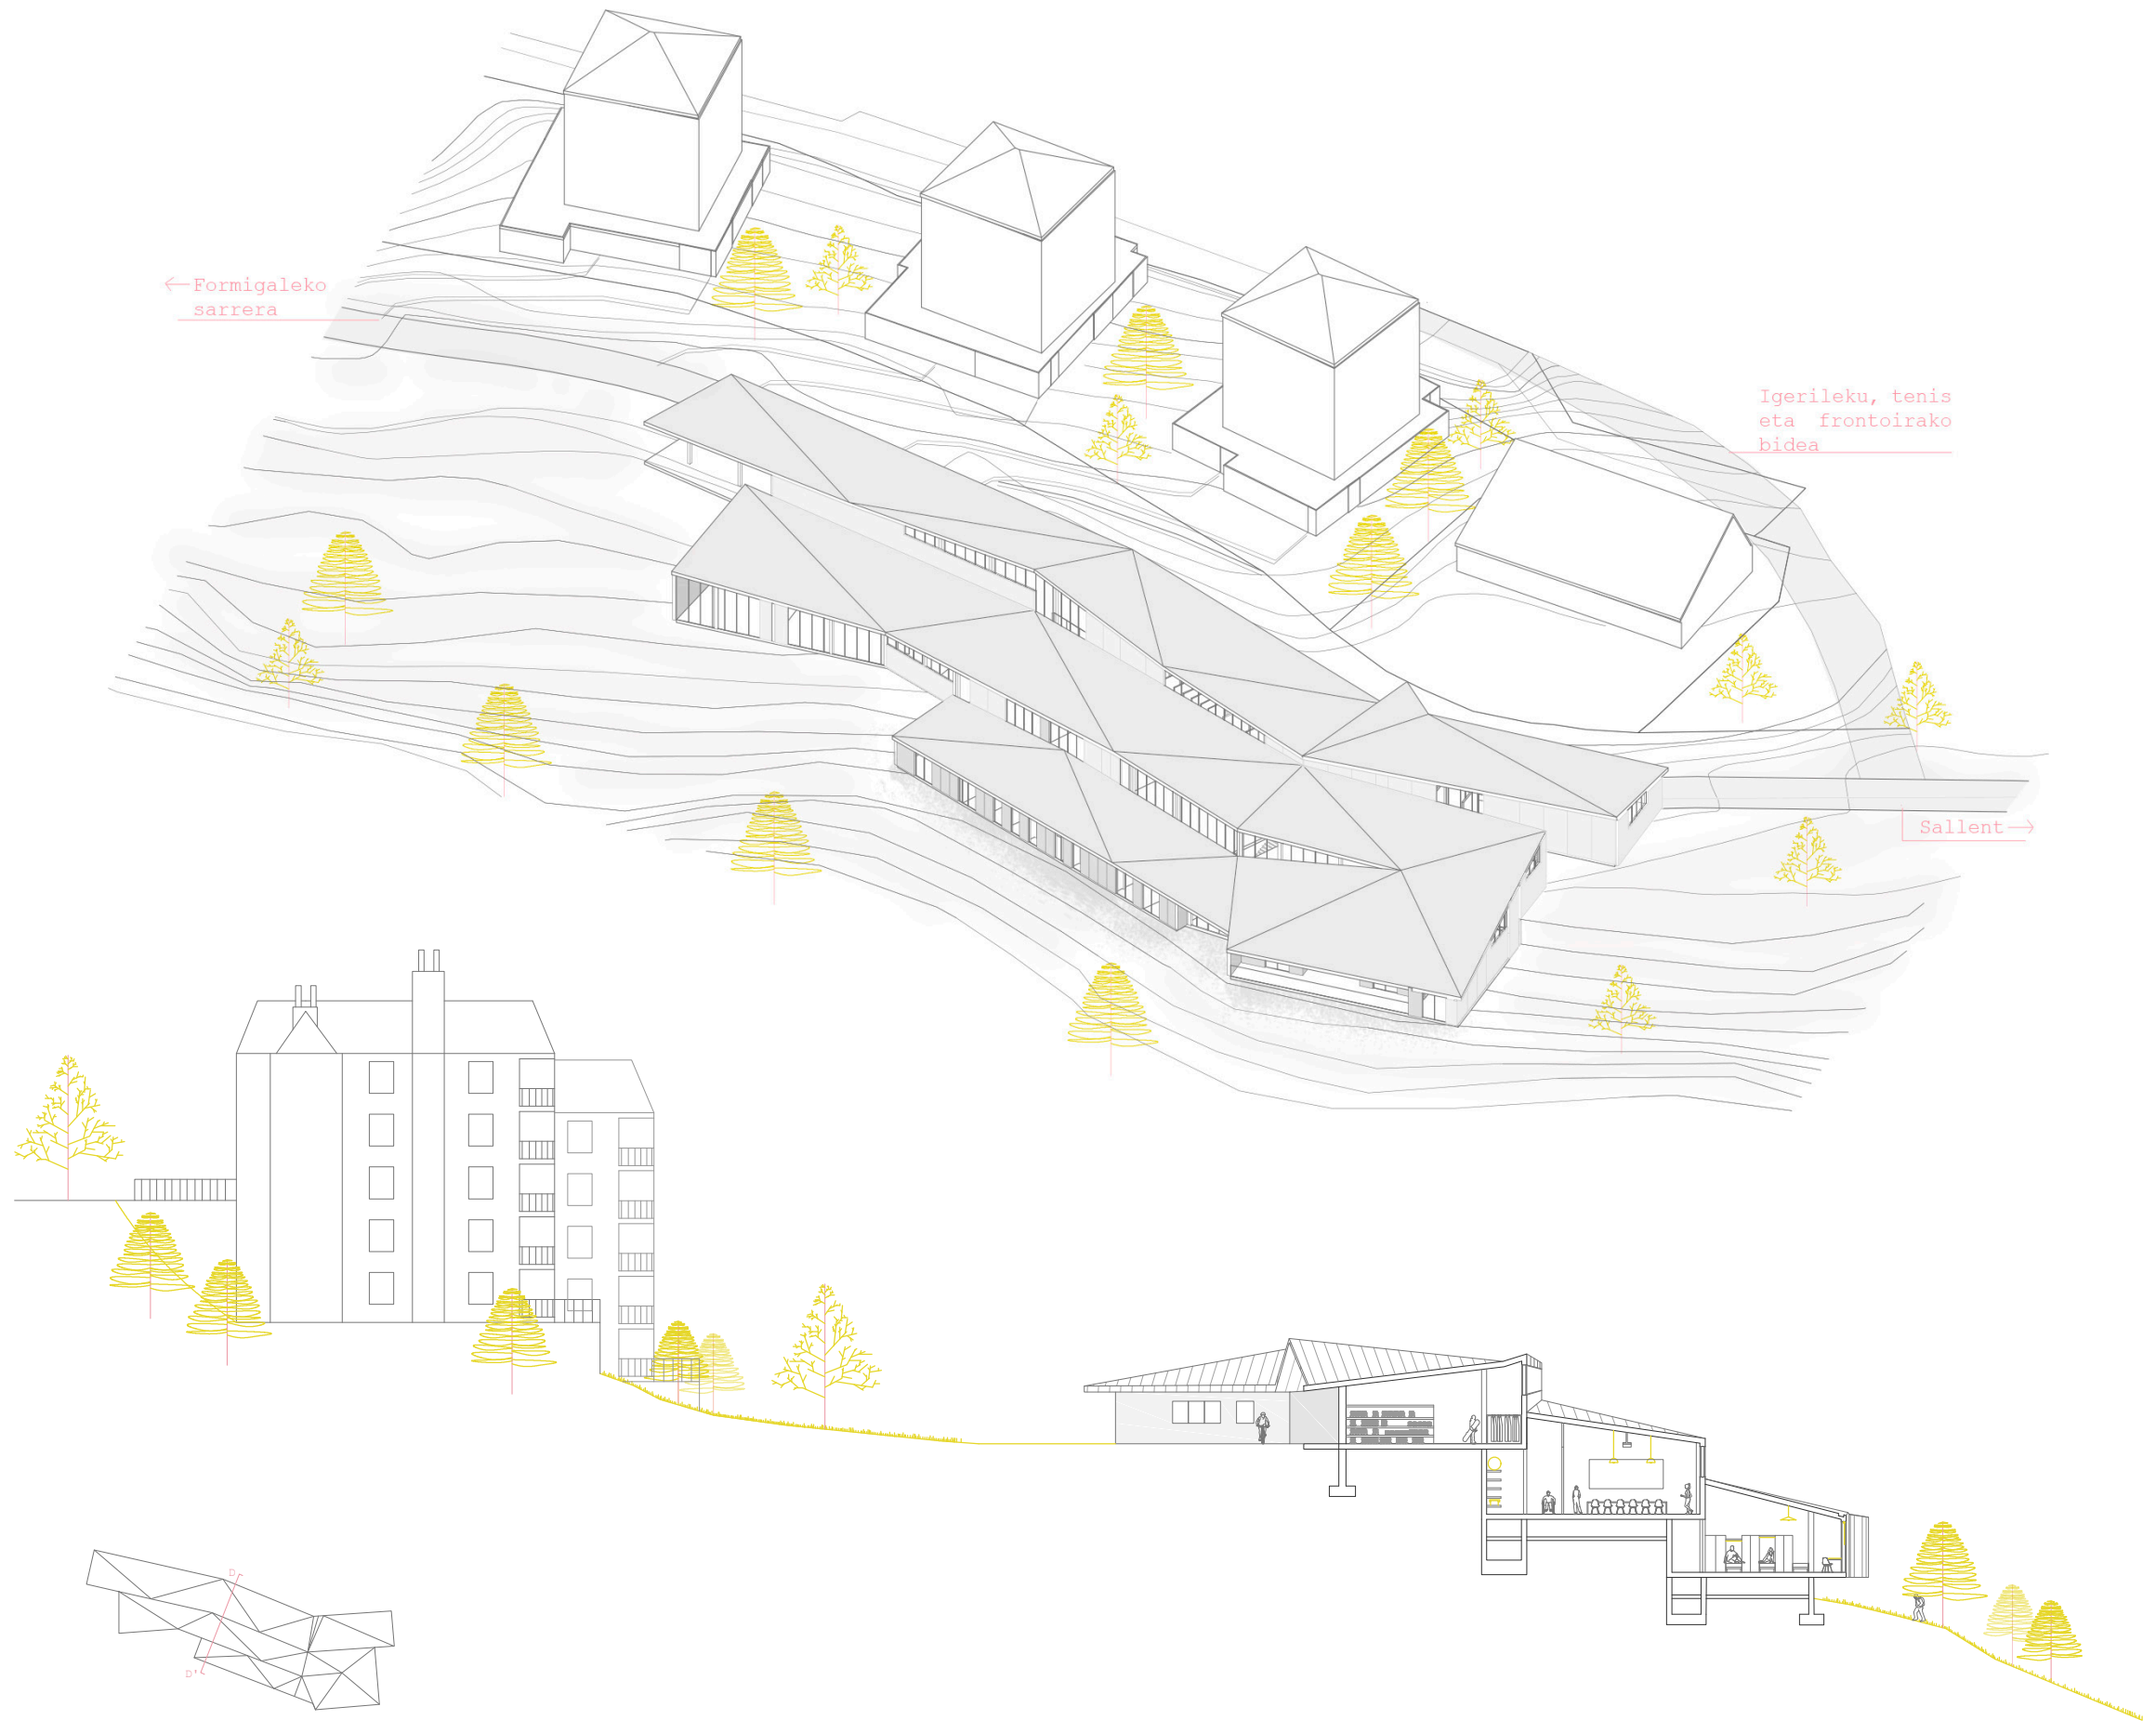 Formigaleko
sarrera
Igerileku, tenis
eta frontoirako
bidea
Sallent
D
D'